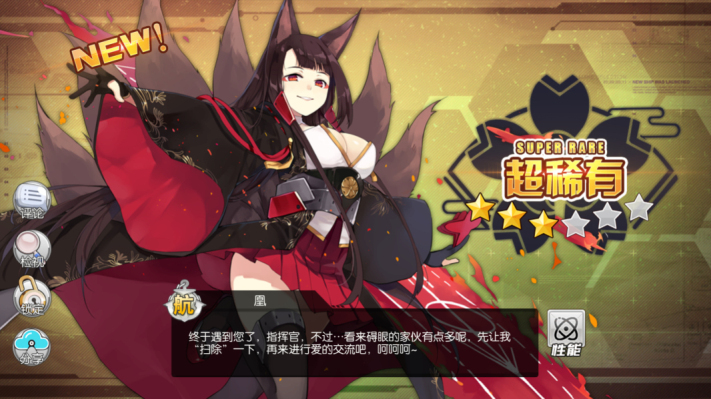 NEW!
SUPER RARE
超稀有
评论
检视
锁定
分享
航
凰
终于遇到您了，指挥官，不过…看来碍眼的家伙有点多呢，先让我
“扫除”一下，再来进行爱的交流吧，呵呵呵~
性能